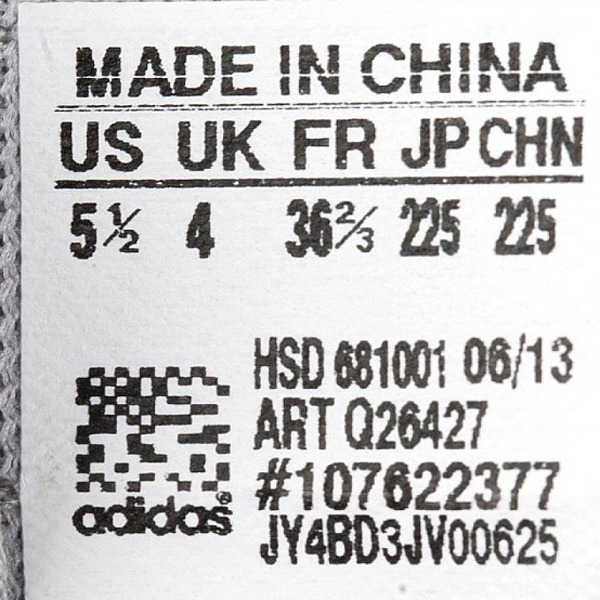 MADE IN CHINA
US UK FR JP CHN
5½ 4 36⅔ 225 225
HSD 681001 06/13
ART Q26427
#107622377
JY4BD3JV00625
adidas®